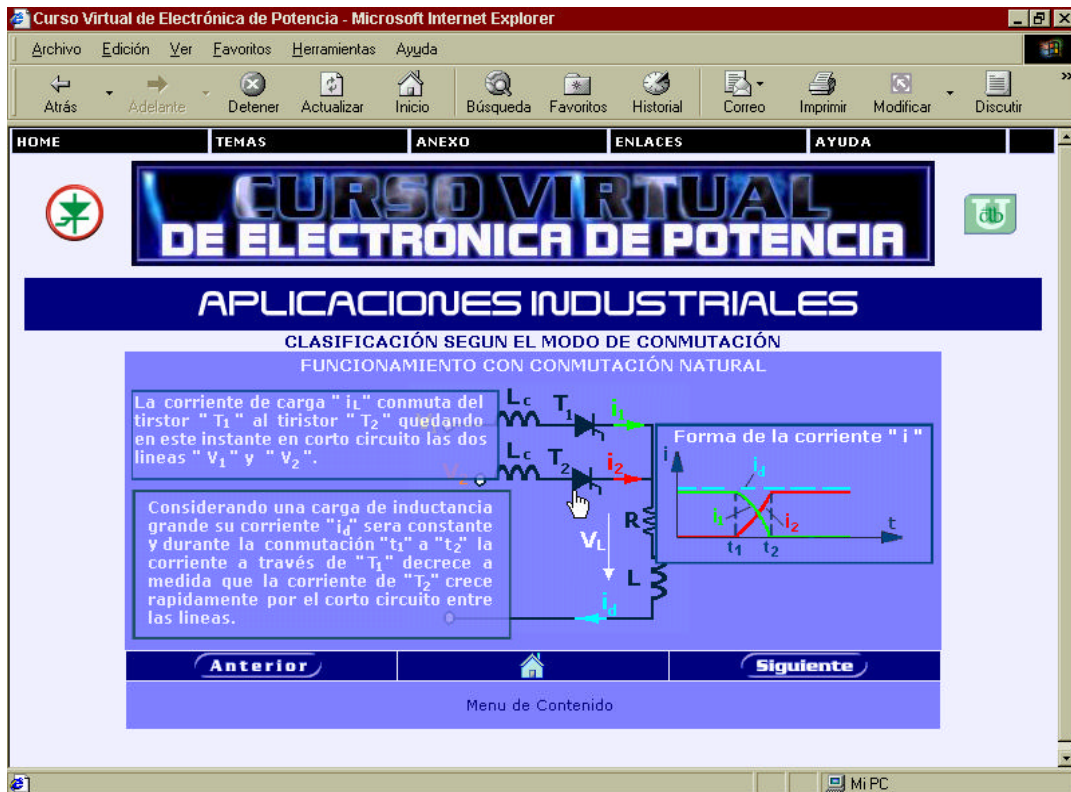 Curso Virtual de Electrónica de Potencia - Microsoft Internet Explorer
Archivo Edición Ver Favoritos Herramientas Ayuda
Atrás Adelante Detener Actualizar Inicio Búsqueda Favoritos Historial Correo Imprimir Modificar Discutir »
HOME TEMAS ANEXO ENLACES AYUDA
CURSO VIRTUAL
DE ELECTRÓNICA DE POTENCIA
APLICACIONES INDUSTRIALES
CLASIFICACIÓN SEGUN EL MODO DE CONMUTACIÓN
FUNCIONAMIENTO CON CONMUTACIÓN NATURAL
La corriente de carga " iL" conmuta del
tirstor " T1 " al tiristor " T2 " quedando
en este instante en corto circuito las dos
lineas " V1 " y " V2 ".
Considerando una carga de inductancia
grande su corriente "id" sera constante
y durante la conmutación "t1" a "t2" la
corriente a través de "T1" decrece a
medida que la corriente de "T2" crece
rapidamente por el corto circuito entre
las lineas.
Lc T1 i1
V2 Lc T2 i2
R
VL
L
id
Forma de la corriente " i "
i
id
i1 i2
t
t1 t2
Anterior Siguiente
Menu de Contenido
Mi PC